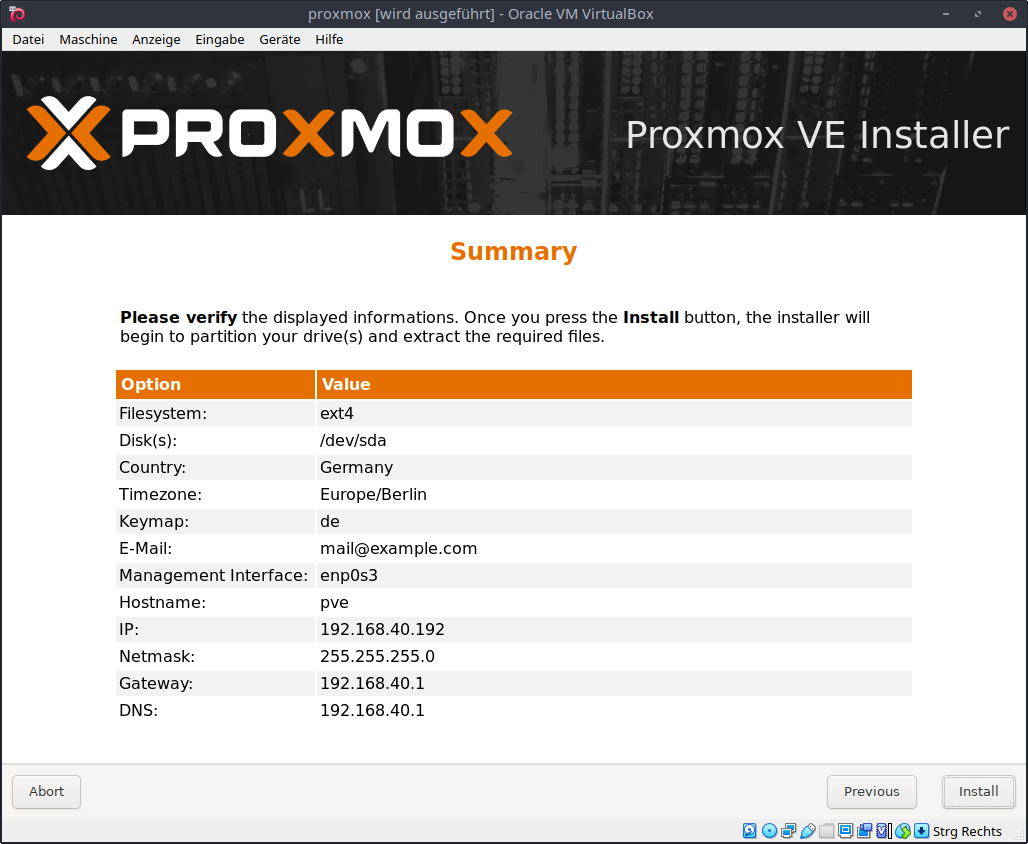 proxmox [wird ausgeführt] - Oracle VM VirtualBox
Datei Maschine Anzeige Eingabe Geräte Hilfe
PROXMOX
Proxmox VE Installer
Summary
Please verify the displayed informations. Once you press the Install button, the installer will
begin to partition your drive(s) and extract the required files.
Option Value
Filesystem: ext4
Disk(s): /dev/sda
Country: Germany
Timezone: Europe/Berlin
Keymap: de
E-Mail: mail@example.com
Management Interface: enp0s3
Hostname: pve
IP: 192.168.40.192
Netmask: 255.255.255.0
Gateway: 192.168.40.1
DNS: 192.168.40.1
Abort Previous Install
Strg Rechts